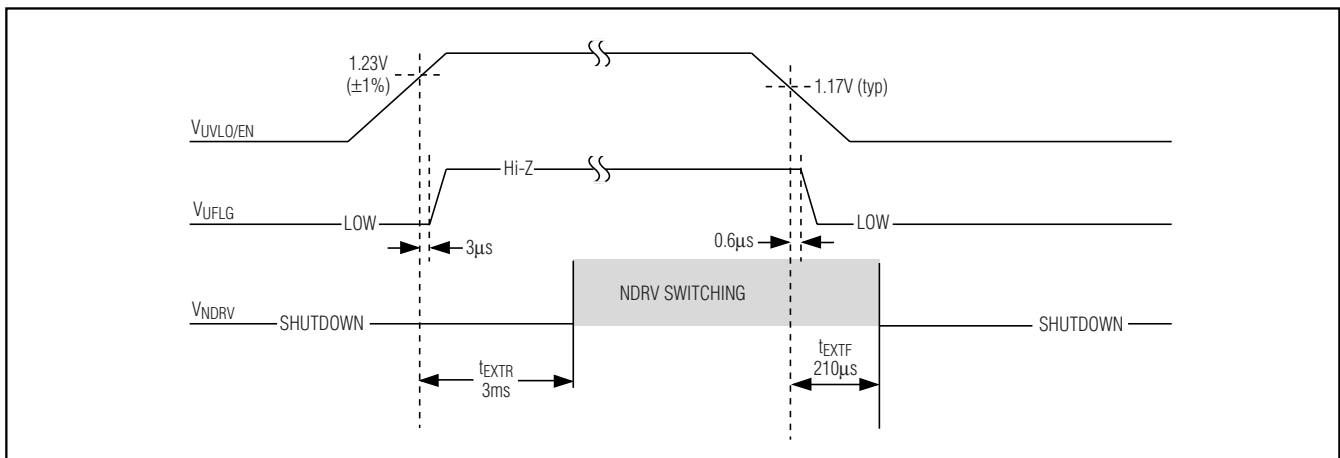 1.23V
(±1%)
1.17V (typ)
VUVLO/EN
Hi-Z
VUFLG
LOW
LOW
3µs
0.6µs
NDRV SWITCHING
VNDRV
SHUTDOWN
SHUTDOWN
tEXTR
3ms
tEXTF
210µs